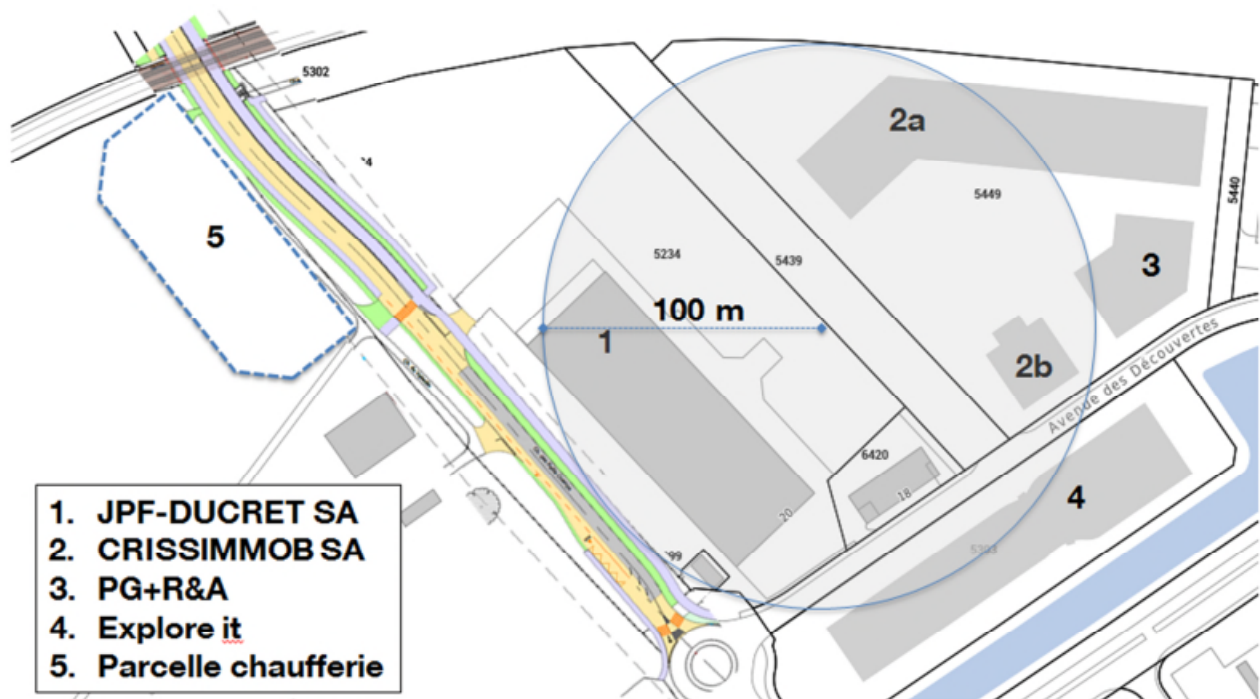 5302
2a
5449
5440
5
5234
5439
3
100 m
1
2b
Avenue des Découvertes
6420
18
4
20
1. JPF-DUCRET SA
2. CRISSIMMOB SA
3. PG+R&A
4. Explore it
5. Parcelle chaufferie